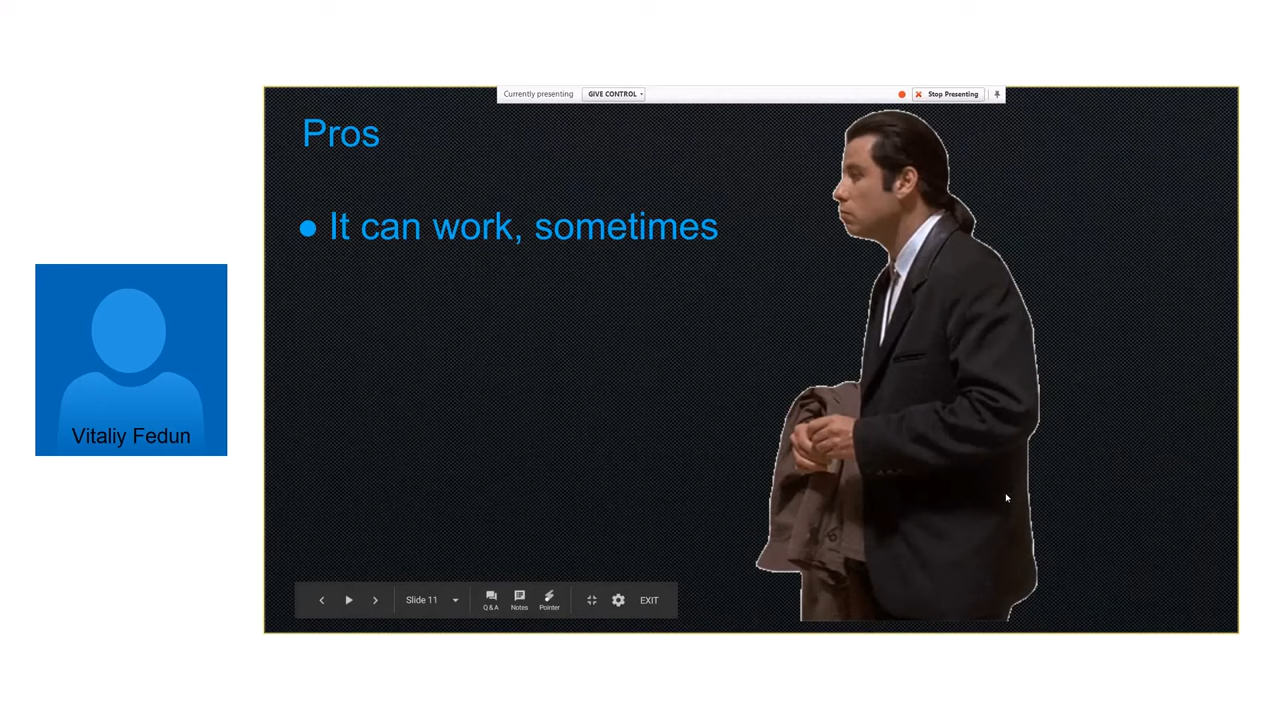 Currently presenting GIVE CONTROL Stop Presenting
Pros
● It can work, sometimes
Vitaliy Fedun
Slide 11 Q&A Notes Pointer EXIT